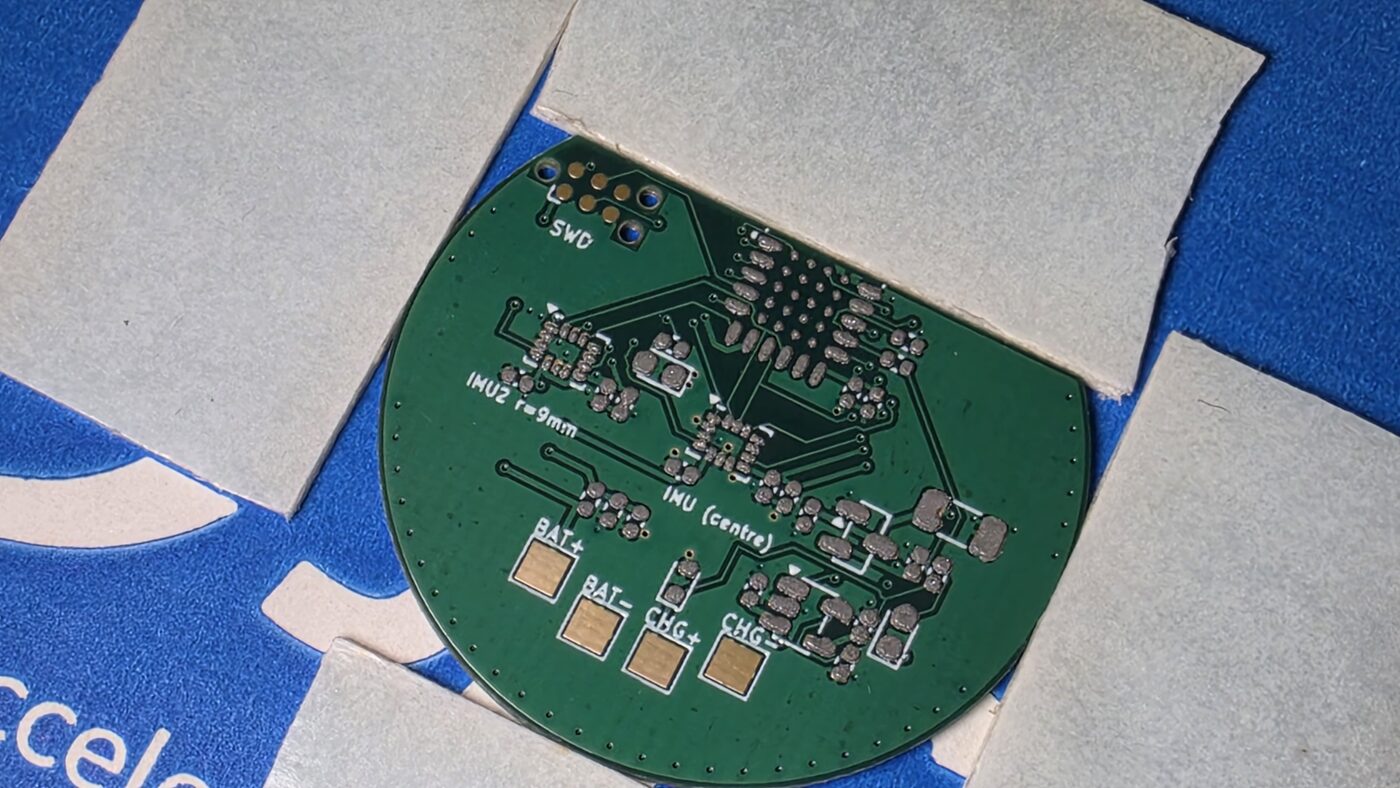 SWD
IMU2 r=9mm
IMU (centre)
BAT+
BAT-
CHG+
CHG-